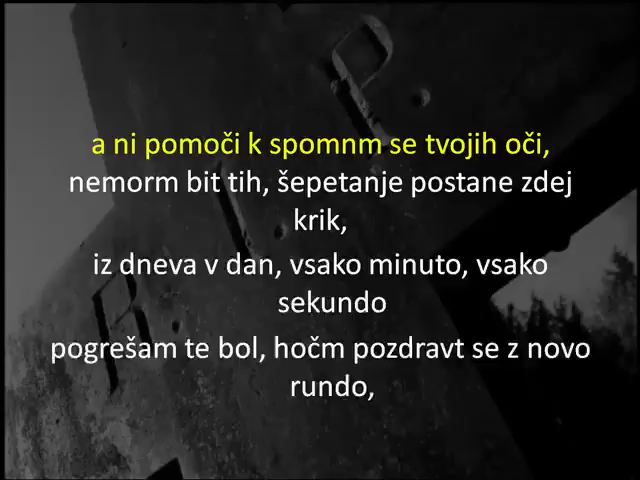 a ni pomoči k spomnm se tvojih oči,
nemorm bit tih, šepetanje postane zdej
krik,
iz dneva v dan, vsako minuto, vsako
sekundo
pogrešam te bol, hočm pozdravt se z novo
rundo,